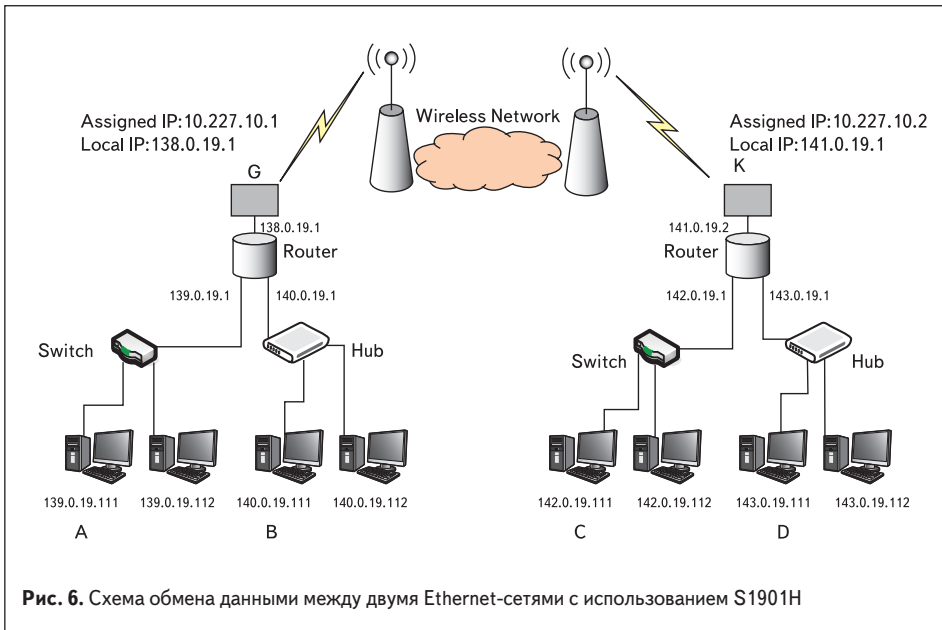 Wireless Network
Assigned IP:10.227.10.1
Local IP:138.0.19.1
G
138.0.19.1
Router
139.0.19.1
140.0.19.1
Switch
Hub
139.0.19.111
139.0.19.112
140.0.19.111
140.0.19.112
A
B
Assigned IP:10.227.10.2
Local IP:141.0.19.1
K
141.0.19.2
Router
142.0.19.1
143.0.19.1
Switch
Hub
142.0.19.111
142.0.19.112
143.0.19.111
143.0.19.112
C
D
Рис. 6. Схема обмена данными между двумя Ethernet-сетями с использованием S1901H